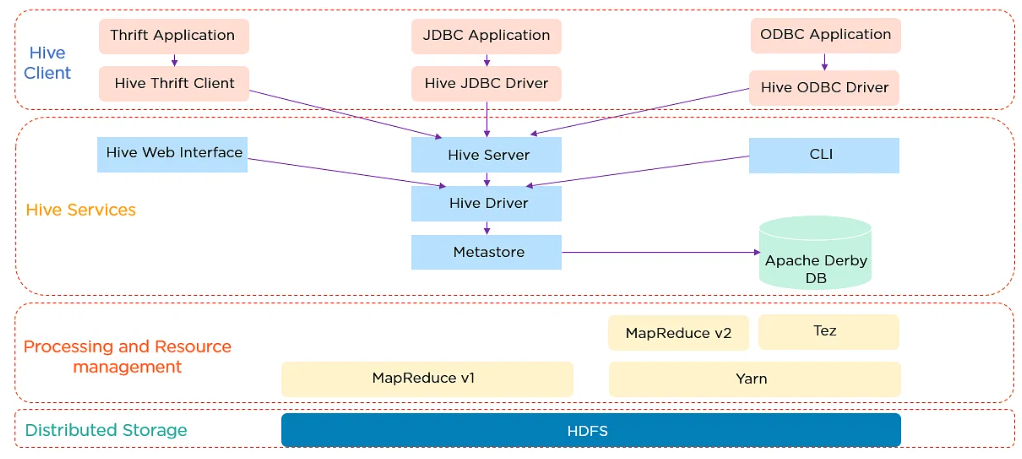 Thrift Application
JDBC Application
ODBC Application
Hive
Client
Hive Thrift Client
Hive JDBC Driver
Hive ODBC Driver
Hive Web Interface
Hive Server
CLI
Hive Services
Hive Driver
Metastore
Apache Derby
DB
Processing and Resource
management
MapReduce v2
Tez
MapReduce v1
Yarn
Distributed Storage
HDFS